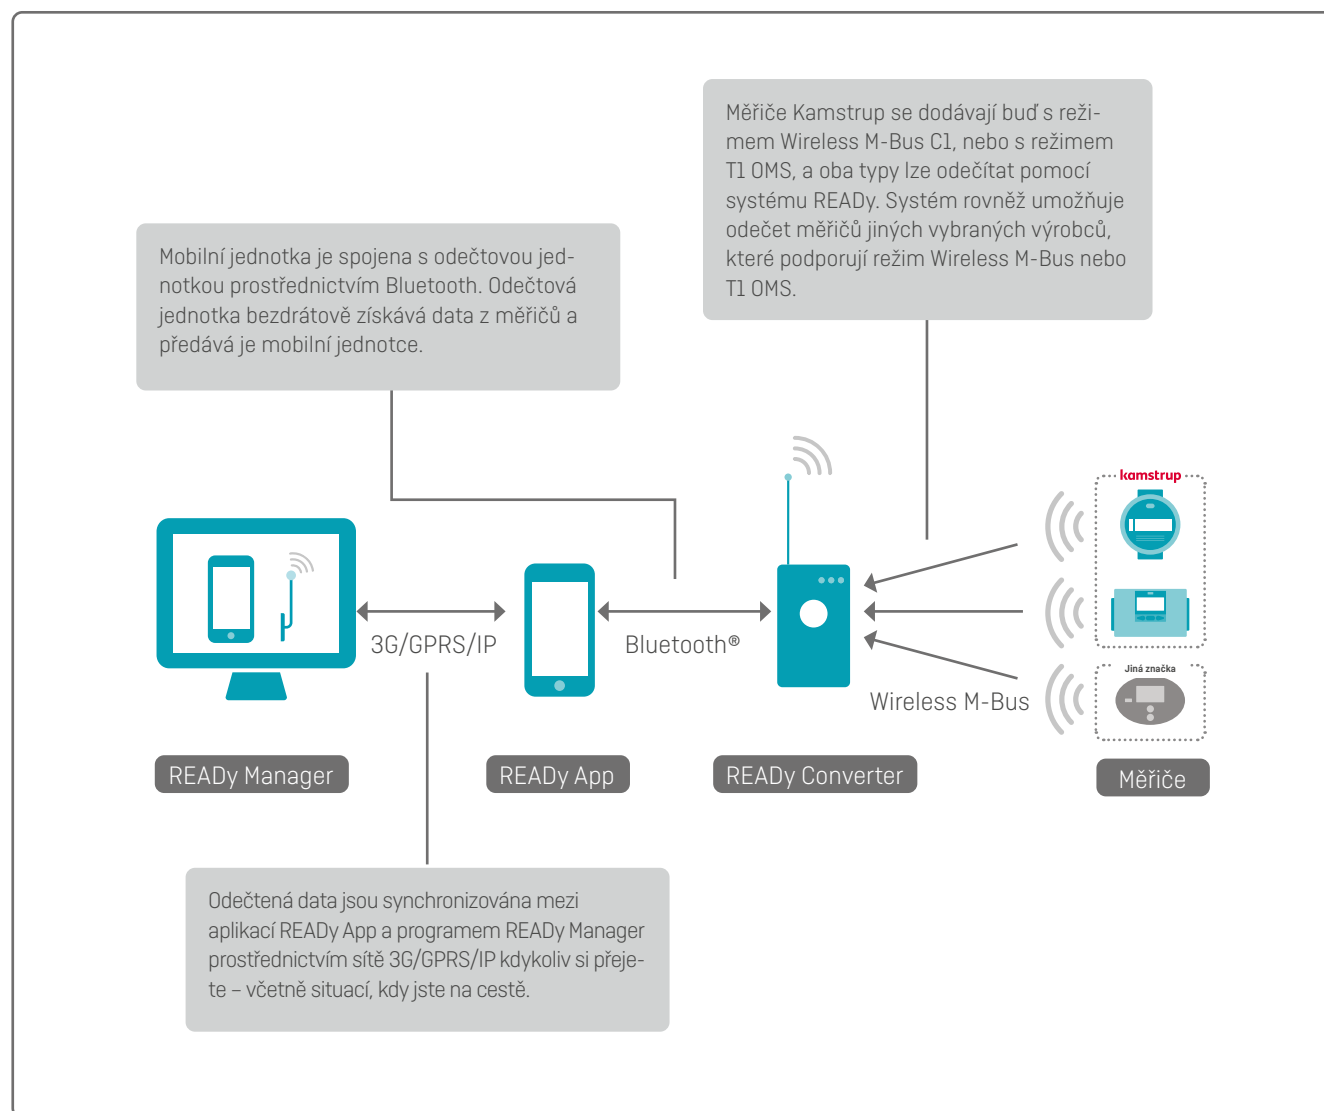 Měřiče Kamstrup se dodávají buď s reži-
mem Wireless M-Bus C1, nebo s režimem
T1 OMS, a oba typy lze odečítat pomocí
systému READy. Systém rovněž umožňuje
odečet měřičů jiných vybraných výrobců,
které podporují režim Wireless M-Bus nebo
T1 OMS.
Mobilní jednotka je spojena s odečtovou jed-
notkou prostřednictvím Bluetooth. Odečtová
jednotka bezdrátově získává data z měřičů a
předává je mobilní jednotce.
kamstrup
3G/GPRS/IP
Bluetooth®
Jiná značka
Wireless M-Bus
READy Manager
READy App
READy Converter
Měřiče
Odečtená data jsou synchronizována mezi
aplikací READy App a programem READy Manager
prostřednictvím sítě 3G/GPRS/IP kdykoliv si přeje-
te – včetně situací, kdy jste na cestě.